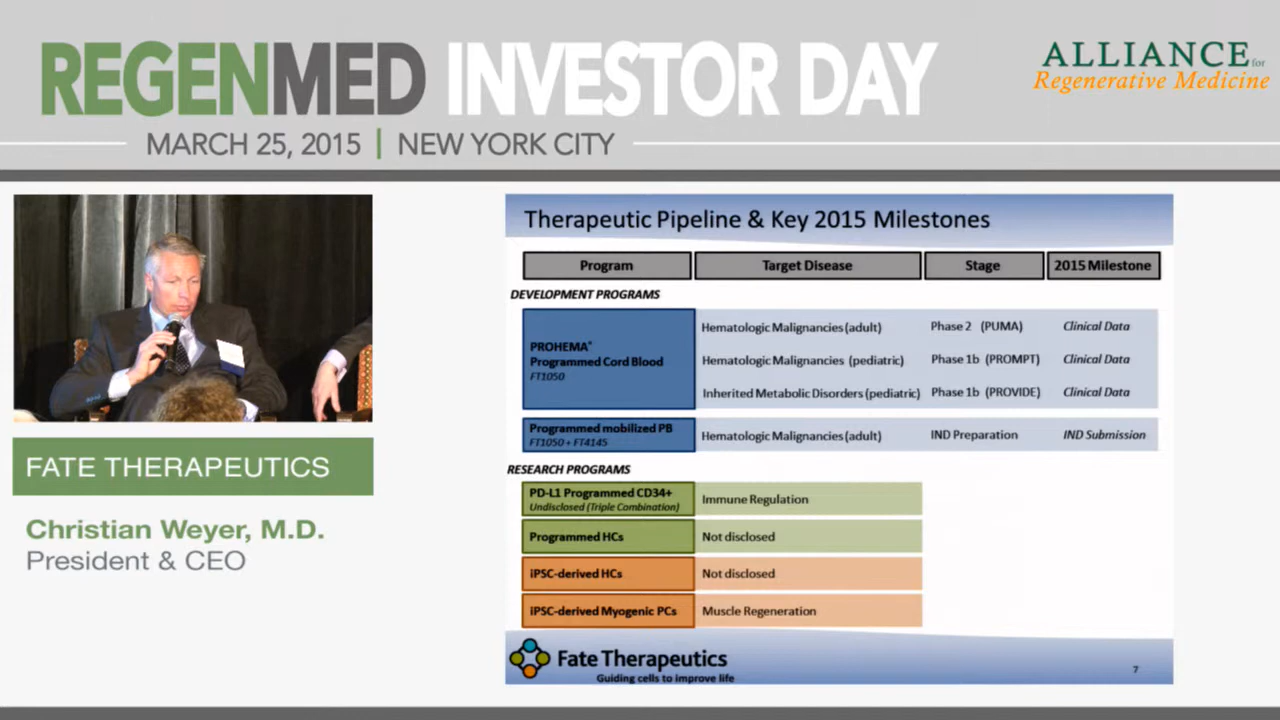 REGENMED INVESTOR DAY
MARCH 25, 2015 | NEW YORK CITY
ALLIANCE for
Regenerative Medicine
FATE THERAPEUTICS
Christian Weyer, M.D.
President & CEO
Therapeutic Pipeline & Key 2015 Milestones
Program Target Disease Stage 2015 Milestone
DEVELOPMENT PROGRAMS
PROHEMA®
Programmed Cord Blood
FT1050
Hematologic Malignancies (adult) Phase 2 (PUMA) Clinical Data
Hematologic Malignancies (pediatric) Phase 1b (PROMPT) Clinical Data
Inherited Metabolic Disorders (pediatric) Phase 1b (PROVIDE) Clinical Data
Programmed mobilized PB
FT1050 + FT4145
Hematologic Malignancies (adult) IND Preparation IND Submission
RESEARCH PROGRAMS
PD-L1 Programmed CD34+
Undisclosed (Triple Combination)
Immune Regulation
Programmed HCs Not disclosed
iPSC-derived HCs Not disclosed
iPSC-derived Myogenic PCs Muscle Regeneration
Fate Therapeutics
Guiding cells to improve life
7